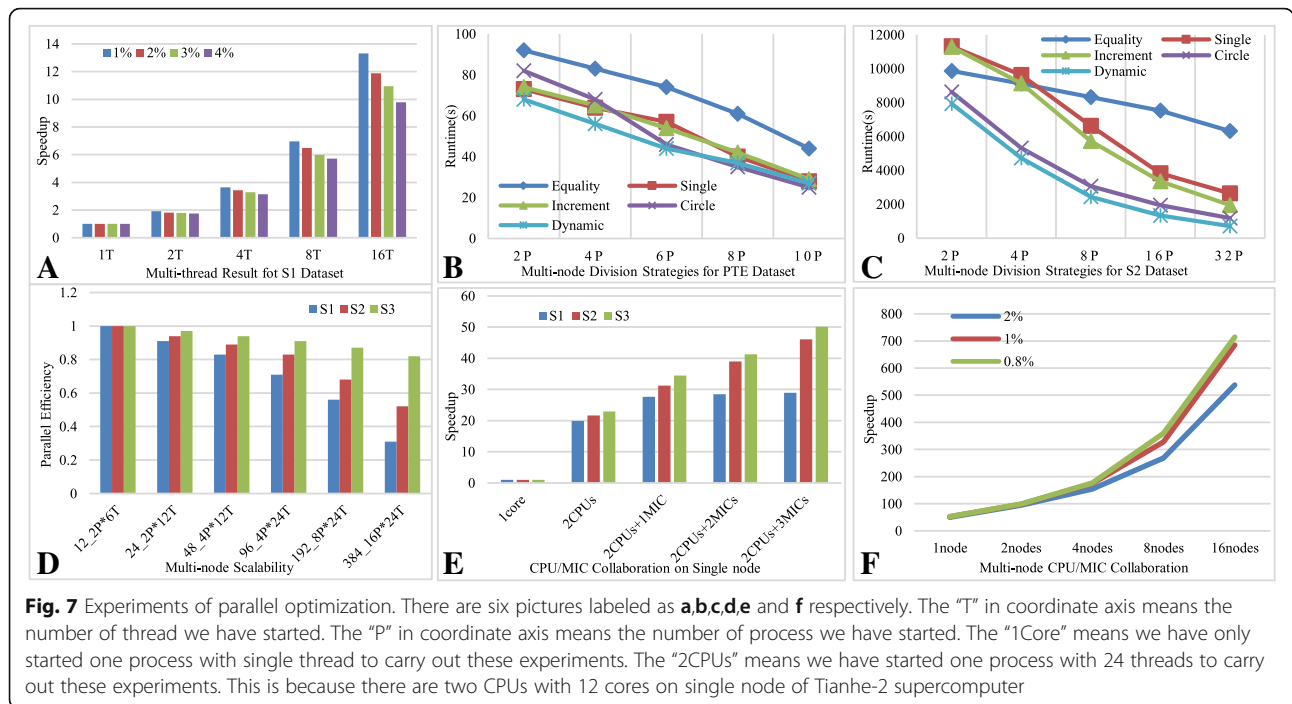 14
12
10
8
6
4
2
0
Speedup
1% 2% 3% 4%
1T 2T 4T 8T 16T
A
Multi-thread Result fot S1 Dataset
100
80
60
40
20
0
Runtime(s)
Equality Single
Increment Circle
Dynamic
2 P 4 P 6 P 8 P 1 0 P
B
Multi-node Division Strategies for PTE Dataset
12000
10000
8000
6000
4000
2000
0
Runtime(s)
Equality Single
Increment Circle
Dynamic
2 P 4 P 8 P 1 6 P 3 2 P
C
Multi-node Division Strategies for S2 Dataset
1.2
1
0.8
0.6
0.4
0.2
0
Parallel Efficiency
S1 S2 S3
12_2P*6T 24_2P*12T 48_4P*12T 96_4P*24T 192_8P*24T 384_16P*24T
D
Multi-node Scalability
60
50
40
30
20
10
0
Speedup
S1 S2 S3
1core 2CPUs 2CPUs+1MIC 2CPUs+2MICs 2CPUs+3MICs
E
CPU/MIC Collaboration on Single node
800
700
600
500
400
300
200
100
0
Speedup
2%
1%
0.8%
1node 2nodes 4nodes 8nodes 16nodes
F
Multi-node CPU/MIC Collaboration
Fig. 7 Experiments of parallel optimization. There are six pictures labeled as a,b,c,d,e and f respectively. The “T” in coordinate axis means the
number of thread we have started. The “P” in coordinate axis means the number of process we have started. The “1Core” means we have only
started one process with single thread to carry out these experiments. The “2CPUs” means we have started one process with 24 threads to carry
out these experiments. This is because there are two CPUs with 12 cores on single node of Tianhe-2 supercomputer